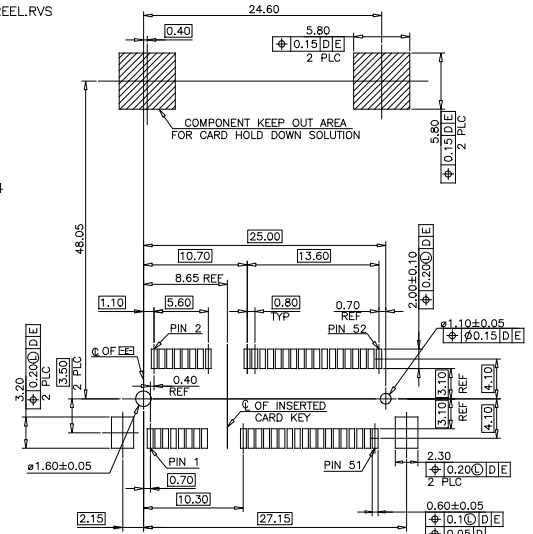 REEL.RVS
24.60
0.40
5.80
⌖ 0.15 D E
2 PLC
COMPONENT KEEP OUT AREA
FOR CARD HOLD DOWN SOLUTION
5.80
⌖ 0.15 D E
2 PLC
48.05
25.00
10.70
13.60
8.65 REF
2.00±0.10
⌖ 0.20Ⓛ D E
1.10
5.60
0.80
TYP
0.70
REF
PIN 2
PIN 52
ø1.10±0.05
⌖ Ø0.15 D E
℄ OF -E-
3.20
⌖ 0.20Ⓛ D E
2 PLC
3.50
2 PLC
0.40
REF
℄ OF INSERTED
CARD KEY
3.10 REF
4.10
3.10 REF
4.10
ø1.60±0.05
PIN 1
PIN 51
0.70
2.30
⌖ 0.20Ⓛ D E
2 PLC
10.30
2.15
27.15
0.60±0.05
⌖ 0.1Ⓛ D E
⌖ 0.05 D